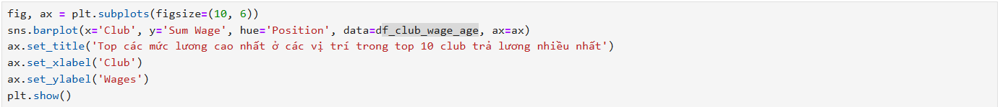 fig, ax = plt.subplots(figsize=(10, 6))
sns.barplot(x='Club', y='Sum Wage', hue='Position', data=df_club_wage_age, ax=ax)
ax.set_title('Top các mức lương cao nhất ở các vị trí trong top 10 club trả lương nhiều nhất')
ax.set_xlabel('Club')
ax.set_ylabel('Wages')
plt.show()